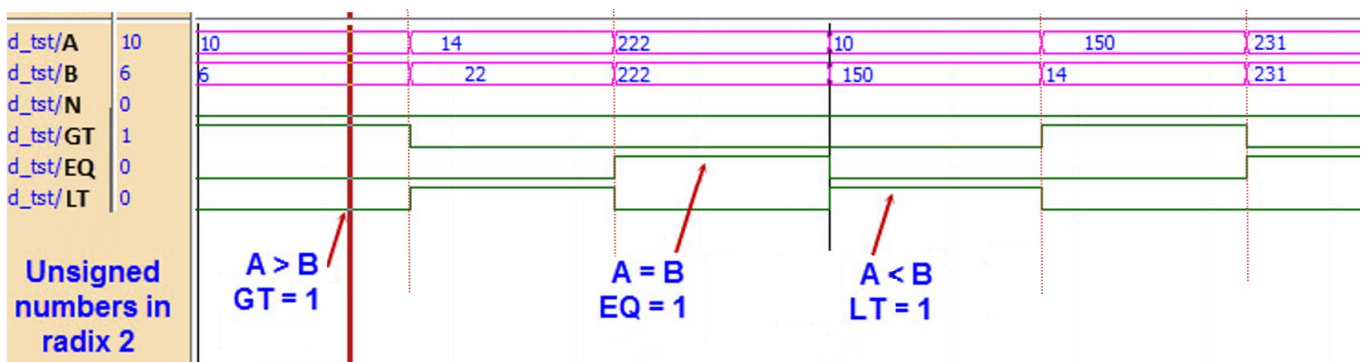 d_tst/A 10 10 14 222 10 150 231
d_tst/B 6 6 22 222 150 14 231
d_tst/N 0
d_tst/GT 1
d_tst/EQ 0
d_tst/LT 0
Unsigned
numbers in
radix 2
A > B
GT = 1
A = B
EQ = 1
A < B
LT = 1